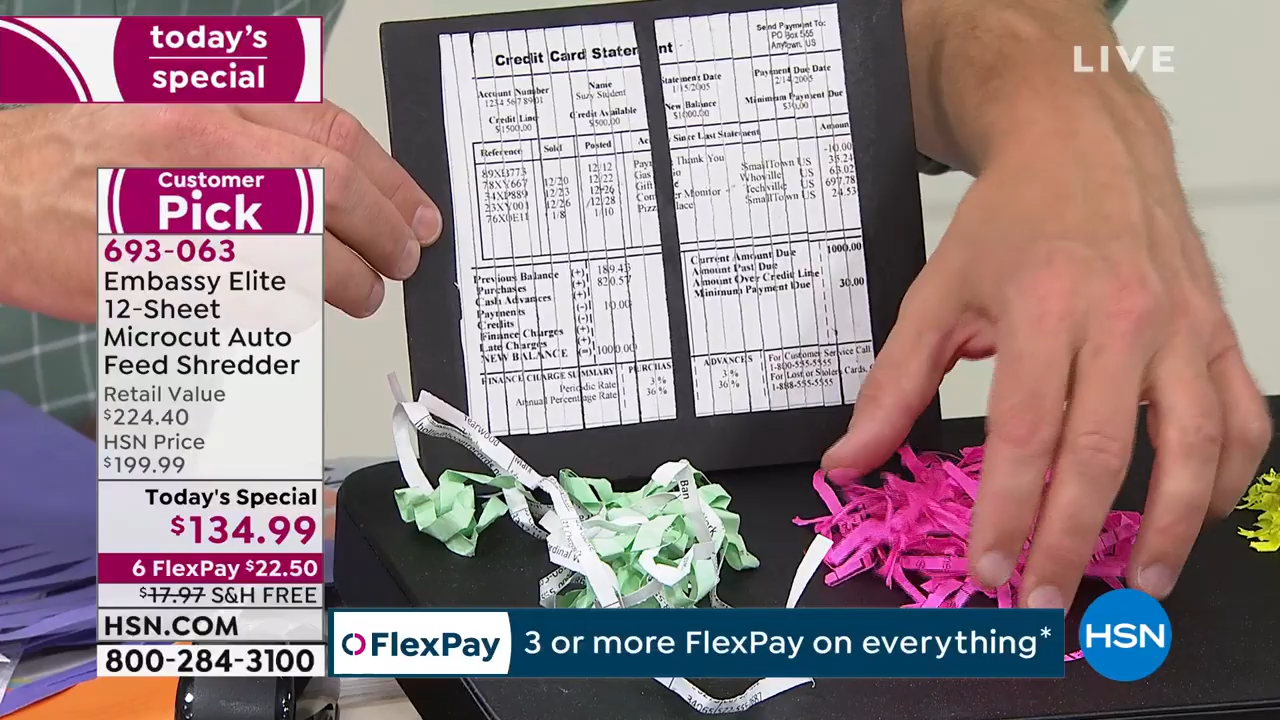 today's
special
LIVE
Customer
Pick
693-063
Embassy Elite
12-Sheet
Microcut Auto
Feed Shredder
Retail Value
$224.40
HSN Price
$199.99
Today's Special
$134.99
6 FlexPay $22.50
$17.97 S&H FREE
HSN.COM
800-284-3100
Credit Card Statement
Send Payment To:
PO Box 555
Anytown, US
Account Number
1234 567 8901
Name
Suzy Student
Statement Date
1/15/2005
Payment Due Date
2/14/2005
Credit Line
$1500.00
Credit Available
$500.00
New Balance
$1000.00
Minimum Payment Due
$30.00
Reference Sold Posted
Since Last Statement Amount
12/12 Thank You -10.00
78XY667 12/20 12/22 SmallTown US
12/23 12/26 Whoville US
23XY001 12/26 12/28 Monitor Techville US 697.78
1/8 1/10 SmallTown US 24.53
Previous Balance (+) 189.43
Purchases (+) 820.57
Cash Advances (+)
Payments (-) 10.00
Credits (-)
Finance Charges (+)
Late Charges (+)
NEW BALANCE (=) 1000.00
Current Amount Due 1000.00
Amount Past Due
Amount Over Credit Line
Minimum Payment Due 30.00
FINANCE CHARGE SUMMARY PURCHAS ADVANCES
Periodic Rate 3 % 3 %
Annual Percentage Rate 36 % 36 %
For Customer Service Call
1-800-555-5555
For Lost or Stolen Cards,
1-888-555-5555
Yearwood
Mark
Ban
FlexPay 3 or more FlexPay on everything*
HSN